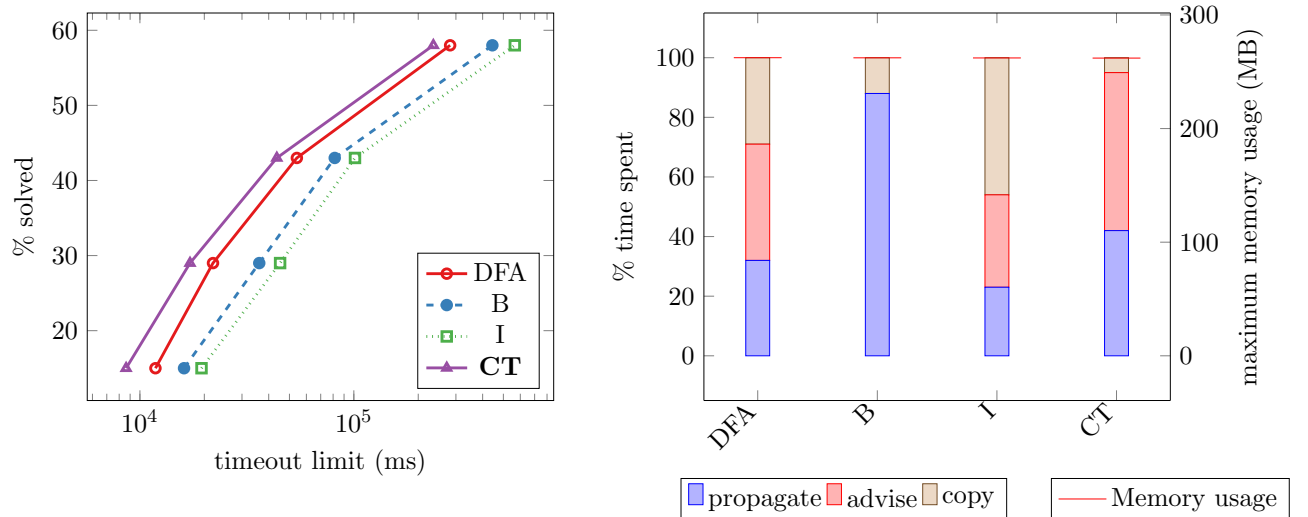 60
50
40
30
20
% solved
10^4
10^5
timeout limit (ms)
DFA
B
I
CT
100
80
60
40
20
0
% time spent
300
200
100
0
maximum memory usage (MB)
DFA
B
I
CT
propagate advise copy
Memory usage